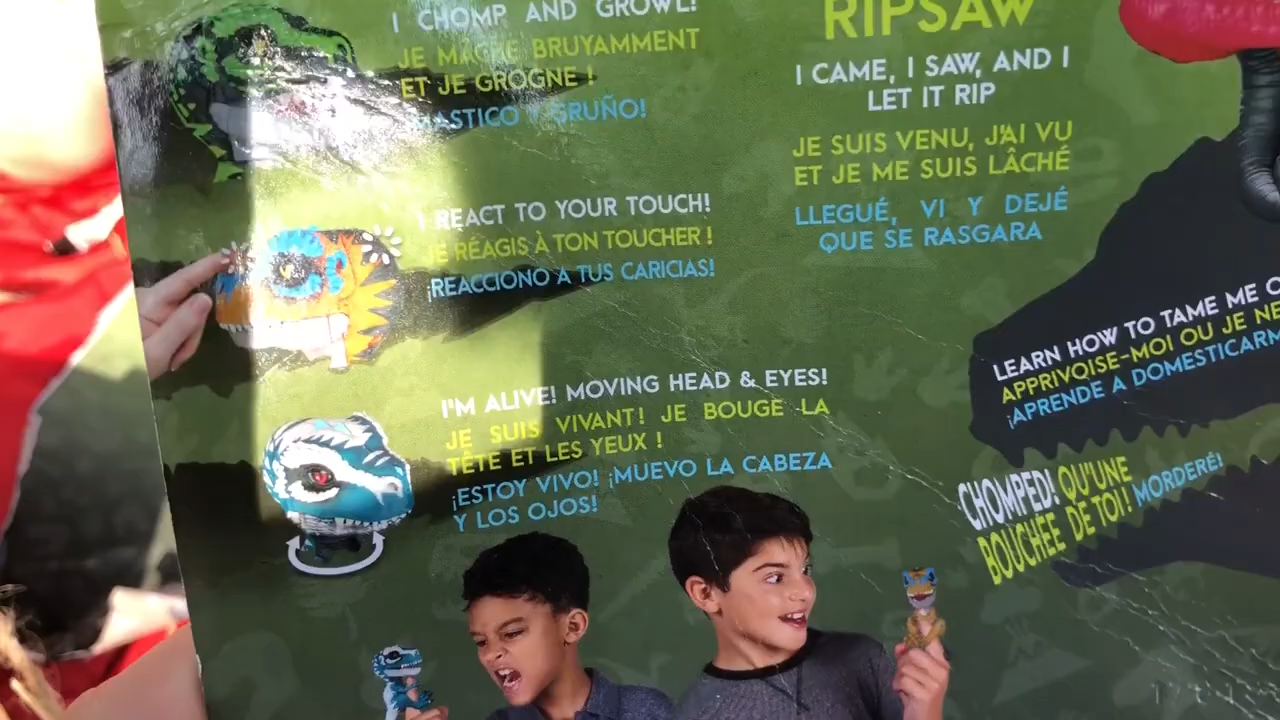 I CHOMP AND GROWL!
JE MÂCHE BRUYAMMENT
ET JE GROGNE !
¡MASTICO Y GRUÑO!
I REACT TO YOUR TOUCH!
JE RÉAGIS À TON TOUCHER !
¡REACCIONO A TUS CARICIAS!
I'M ALIVE! MOVING HEAD & EYES!
JE SUIS VIVANT! JE BOUGE LA
TÊTE ET LES YEUX !
¡ESTOY VIVO! ¡MUEVO LA CABEZA
Y LOS OJOS!
RIPSAW
I CAME, I SAW, AND I
LET IT RIP
JE SUIS VENU, J'AI VU
ET JE ME SUIS LÂCHÉ
LLEGUÉ, VI Y DEJÉ
QUE SE RASGARA
LEARN HOW TO TAME ME
APPRIVOISE-MOI OU JE
¡APRENDE A
CHOMPED! QU'UNE
BOUCHÉE DE TOI! MORDERÉ!